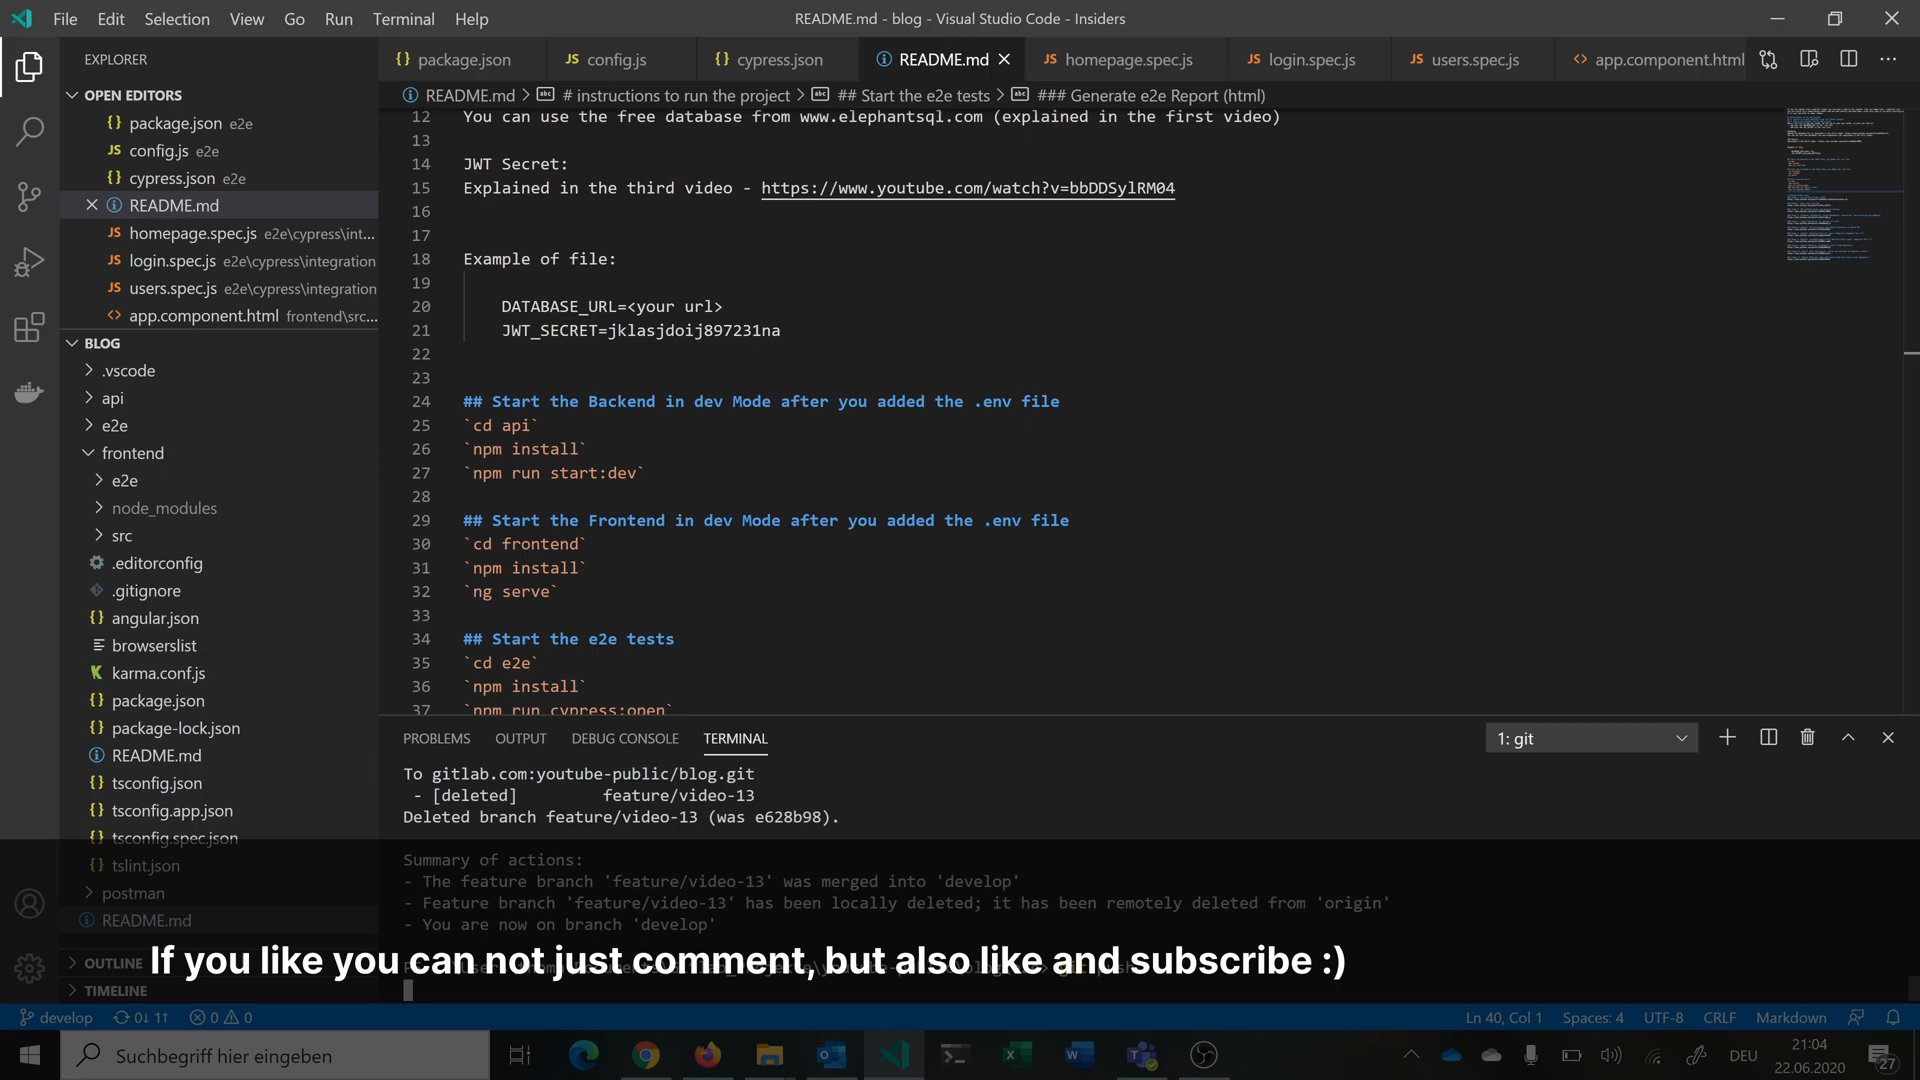 File Edit Selection View Go Run Terminal Help
README.md - blog - Visual Studio Code - Insiders
EXPLORER
{} package.json
JS config.js
{} cypress.json
README.md
JS homepage.spec.js
JS login.spec.js
JS users.spec.js
<> app.component.html
OPEN EDITORS
{} package.json e2e
JS config.js e2e
{} cypress.json e2e
README.md
JS homepage.spec.js e2e\cypress\int...
JS login.spec.js e2e\cypress\integration
JS users.spec.js e2e\cypress\integration
<> app.component.html frontend\src...
BLOG
.vscode
api
e2e
frontend
e2e
node_modules
src
.editorconfig
.gitignore
{} angular.json
browserslist
karma.conf.js
{} package.json
{} package-lock.json
README.md
{} tsconfig.json
{} tsconfig.app.json
{} tsconfig.spec.json
{} tslint.json
postman
README.md
OUTLINE
TIMELINE
README.md > # instructions to run the project > ## Start the e2e tests > ### Generate e2e Report (html)
12 You can use the free database from www.elephantsql.com (explained in the first video)
13
14 JWT Secret:
15 Explained in the third video - https://www.youtube.com/watch?v=bbDDSylRM04
16
17
18 Example of file:
19
20 DATABASE_URL=<your url>
21 JWT_SECRET=jklasjdoij897231na
22
23
24 ## Start the Backend in dev Mode after you added the .env file
25 `cd api`
26 `npm install`
27 `npm run start:dev`
28
29 ## Start the Frontend in dev Mode after you added the .env file
30 `cd frontend`
31 `npm install`
32 `ng serve`
33
34 ## Start the e2e tests
35 `cd e2e`
36 `npm install`
37 `npm run cypress:open`
PROBLEMS OUTPUT DEBUG CONSOLE TERMINAL
1: git
To gitlab.com:youtube-public/blog.git
- [deleted] feature/video-13
Deleted branch feature/video-13 (was e628b98).
Summary of actions:
- The feature branch 'feature/video-13' was merged into 'develop'
- Feature branch 'feature/video-13' has been locally deleted; it has been remotely deleted from 'origin'
- You are now on branch 'develop'
If you like you can not just comment, but also like and subscribe :)
develop 0↓ 1↑ 0 0
Ln 40, Col 1 Spaces: 4 UTF-8 CRLF Markdown
Suchbegriff hier eingeben
DEU
21:04
22.06.2020
27